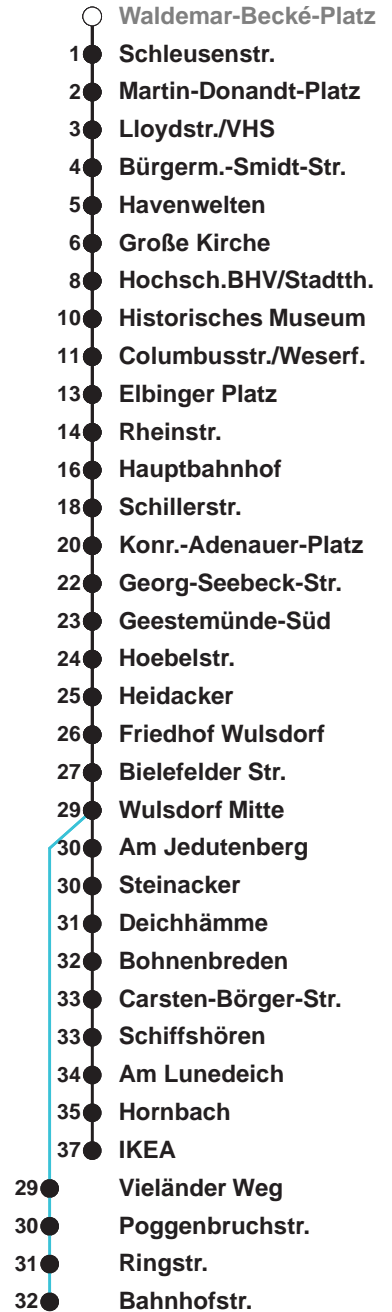 Waldemar-Becké-Platz
1 Schleusenstr.
2 Martin-Donandt-Platz
3 Lloydstr./VHS
4 Bürgerm.-Smidt-Str.
5 Havenwelten
6 Große Kirche
8 Hochsch.BHV/Stadtth.
10 Historisches Museum
11 Columbusstr./Weserf.
13 Elbinger Platz
14 Rheinstr.
16 Hauptbahnhof
18 Schillerstr.
20 Konr.-Adenauer-Platz
22 Georg-Seebeck-Str.
23 Geestemünde-Süd
24 Hoebelstr.
25 Heidacker
26 Friedhof Wulsdorf
27 Bielefelder Str.
29 Wulsdorf Mitte
30 Am Jedutenberg
30 Steinacker
31 Deichhämme
32 Bohnenbreden
33 Carsten-Börger-Str.
33 Schiffshören
34 Am Lunedeich
35 Hornbach
37 IKEA
29 Vieländer Weg
30 Poggenbruchstr.
31 Ringstr.
32 Bahnhofstr.